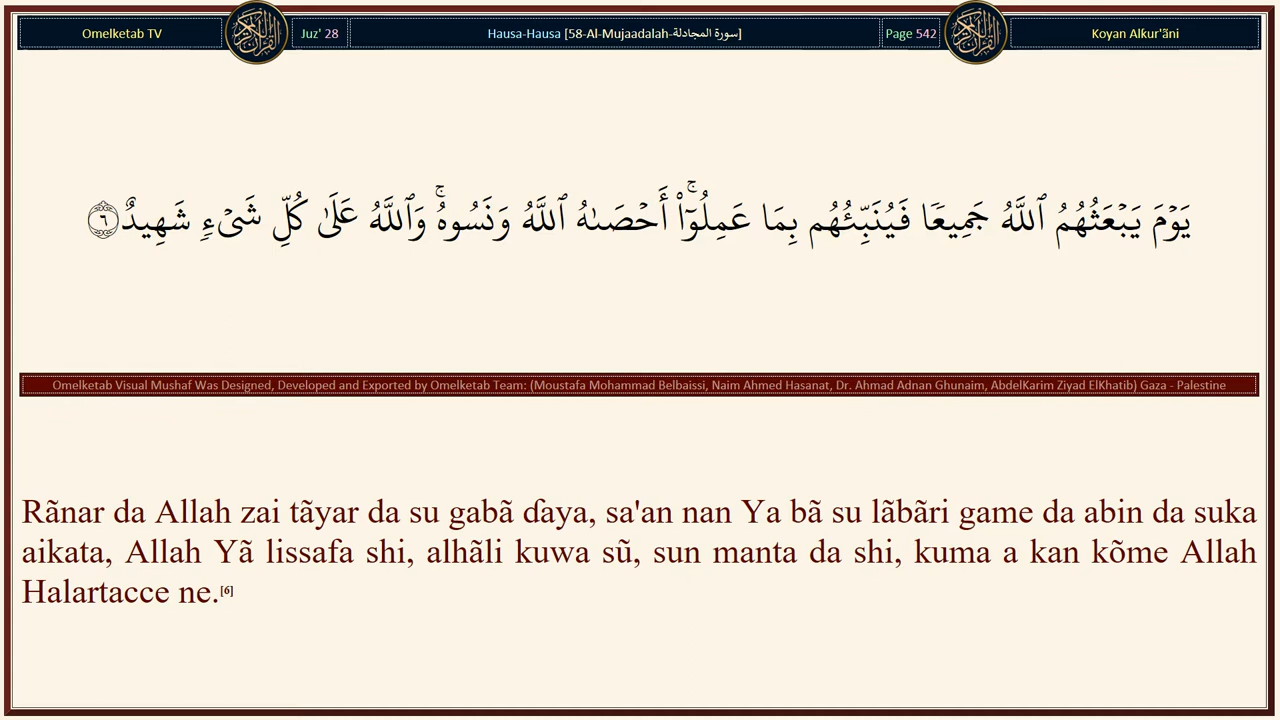 Omelketab TV
Juz' 28
Hausa-Hausa [58-Al-Mujaadalah-سورة المجادلة]
Page 542
Koyan Alƙur'ãni
يَوۡمَ يَبۡعَثُهُمُ ٱللَّهُ جَمِيعٗا فَيُنَبِّئُهُم بِمَا عَمِلُوٓاْۚ أَحۡصَىٰهُ ٱللَّهُ وَنَسُوهُۚ وَٱللَّهُ عَلَىٰ كُلِّ شَيۡءٖ شَهِيدٌ ٦
Omelketab Visual Mushaf Was Designed, Developed and Exported by Omelketab Team: (Moustafa Mohammad Belbaissi, Naim Ahmed Hasanat, Dr. Ahmad Adnan Ghunaim, AbdelKarim Ziyad ElKhatib) Gaza - Palestine
Rãnar da Allah zai tãyar da su gabã ɗaya, sa'an nan Ya bã su lãbãri game da abin da suka
aikata, Allah Yã lissafa shi, alhãli kuwa sũ, sun manta da shi, kuma a kan kõme Allah
Halartacce ne.[6]